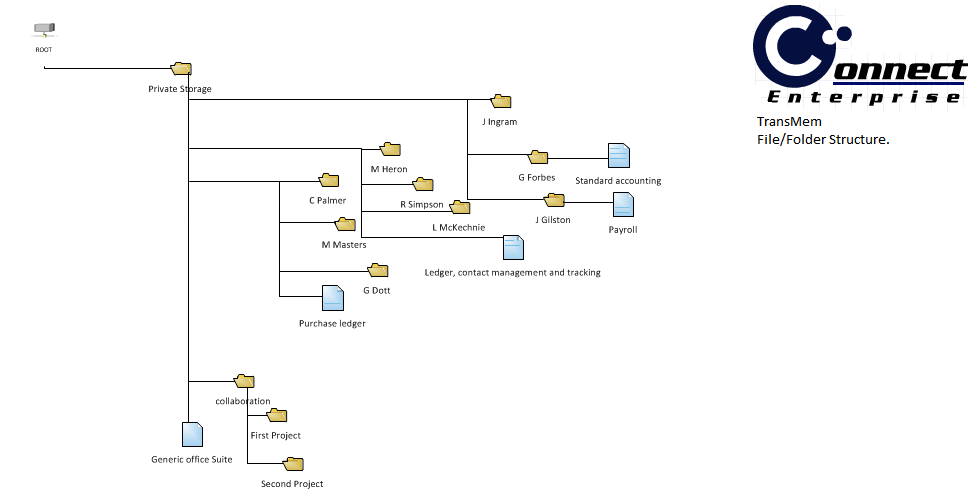 ROOT
Private Storage
Connect
Enterprise
TransMem
File/Folder Structure.
J Ingram
M Heron
G Forbes
Standard accounting
C Palmer
R Simpson
L McKechnie
J Gilston
Payroll
M Masters
Ledger, contact management and tracking
G Dott
Purchase ledger
collaboration
First Project
Generic office Suite
Second Project